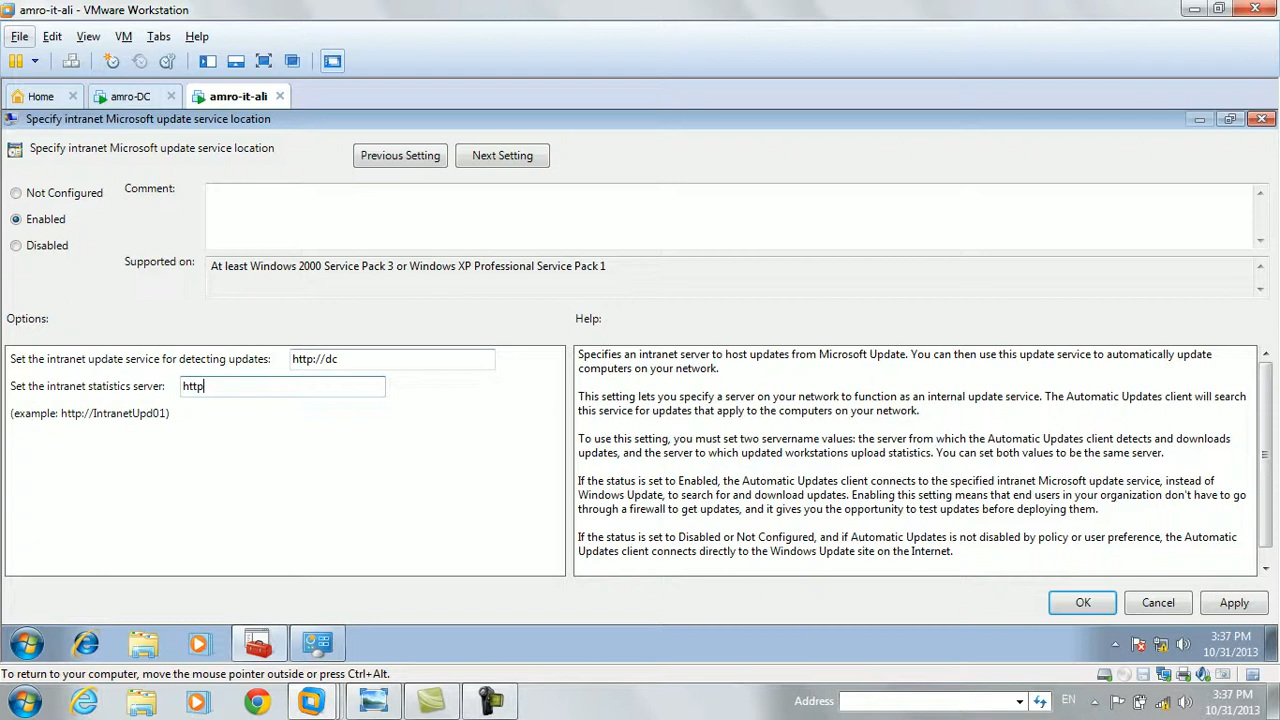 amro-it-ali - VMware Workstation
File Edit View VM Tabs Help
Home amro-DC amro-it-ali
Specify intranet Microsoft update service location
Specify intranet Microsoft update service location
Previous Setting Next Setting
Not Configured
Comment:
Enabled
Disabled
Supported on:
At least Windows 2000 Service Pack 3 or Windows XP Professional Service Pack 1
Options:
Help:
Set the intranet update service for detecting updates: http://dc
Set the intranet statistics server: http
(example: http://IntranetUpd01)
Specifies an intranet server to host updates from Microsoft Update. You can then use this update service to automatically update
computers on your network.
This setting lets you specify a server on your network to function as an internal update service. The Automatic Updates client will search
this service for updates that apply to the computers on your network.
To use this setting, you must set two servername values: the server from which the Automatic Updates client detects and downloads
updates, and the server to which updated workstations upload statistics. You can set both values to be the same server.
If the status is set to Enabled, the Automatic Updates client connects to the specified intranet Microsoft update service, instead of
Windows Update, to search for and download updates. Enabling this setting means that end users in your organization don't have to go
through a firewall to get updates, and it gives you the opportunity to test updates before deploying them.
If the status is set to Disabled or Not Configured, and if Automatic Updates is not disabled by policy or user preference, the Automatic
Updates client connects directly to the Windows Update site on the Internet.
OK Cancel Apply
3:37 PM
10/31/2013
To return to your computer, move the mouse pointer outside or press Ctrl+Alt.
Address
EN
3:37 PM
10/31/2013